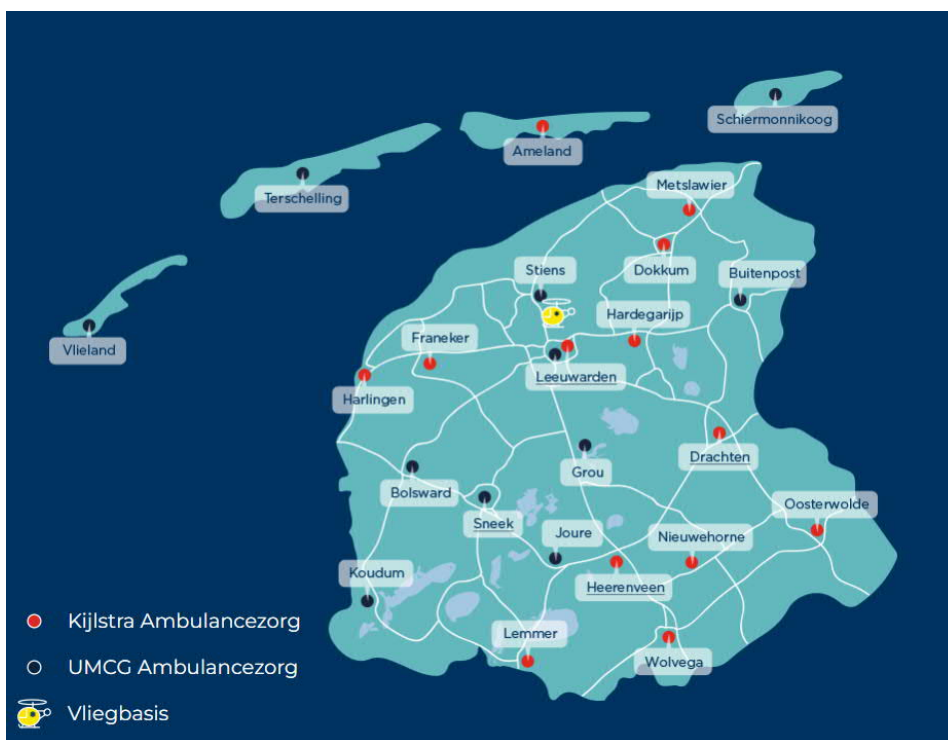 Schiermonnikoog
Ameland
Metslawier
Terschelling
Stiens
Dokkum
Buitenpost
Hardegarijp
Vlieland
Franeker
Leeuwarden
Harlingen
Drachten
Grou
Bolsward
Oosterwolde
Sneek
Joure
Nieuwehorne
Koudum
Heerenveen
Lemmer
Wolvega
Kijlstra Ambulancezorg
UMCG Ambulancezorg
Vliegbasis